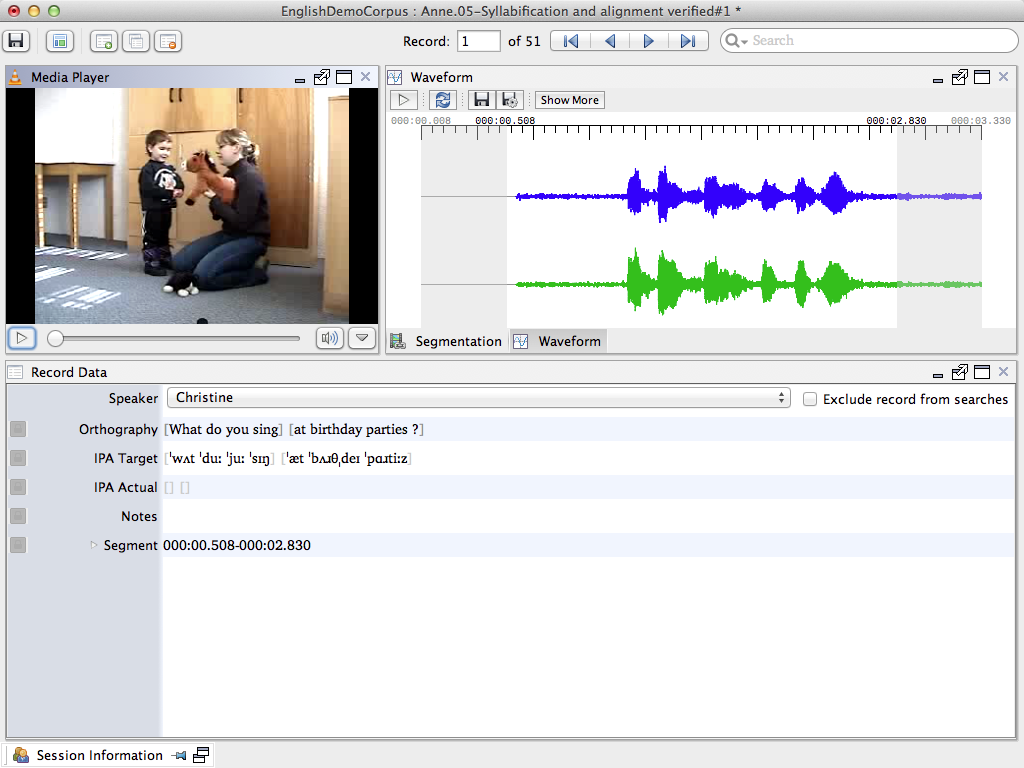 EnglishDemoCorpus : Anne.05-Syllabification and alignment verified#1 *
Record: 1 of 51 Search
Media Player
Waveform
Show More
000:00.008 000:00.508 000:02.830 000:03.330
Segmentation Waveform
Record Data
Speaker Christine Exclude record from searches
Orthography [What do you sing] [at birthday parties ?]
IPA Target [ˈwʌt ˈduː ˈjuː ˈsɪŋ] [ˈæt ˈbʌɹθˌdeɪ ˈpɑɹtiːz]
IPA Actual [] []
Notes
Segment 000:00.508-000:02.830
Session Information